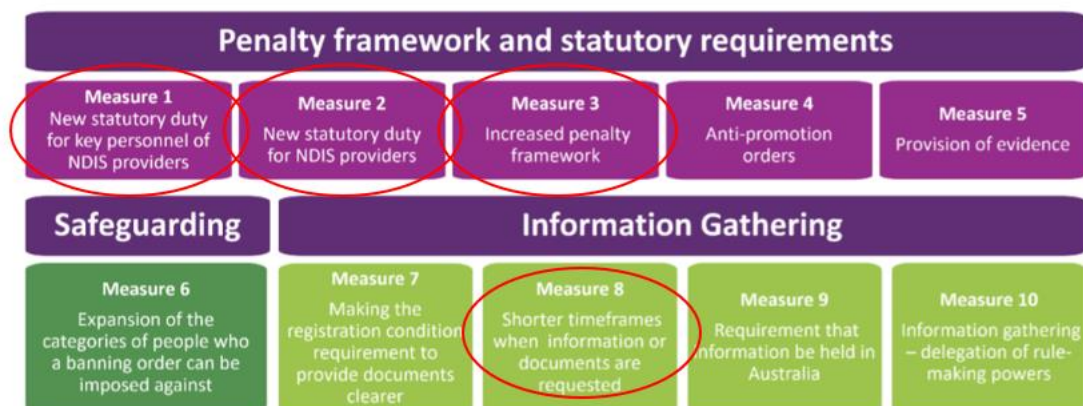 Penalty framework and statutory requirements
Measure 1
New statutory duty
for key personnel of
NDIS providers
Measure 2
New statutory duty
for NDIS providers
Measure 3
Increased penalty
framework
Measure 4
Anti-promotion
orders
Measure 5
Provision of evidence
Safeguarding
Information Gathering
Measure 6
Expansion of the
categories of people who
a banning order can be
imposed against
Measure 7
Making the
registration condition
requirement to
provide documents
clearer
Measure 8
Shorter timeframes
when information or
documents are
requested
Measure 9
Requirement that
information be held in
Australia
Measure 10
Information gathering
– delegation of rule-
making powers